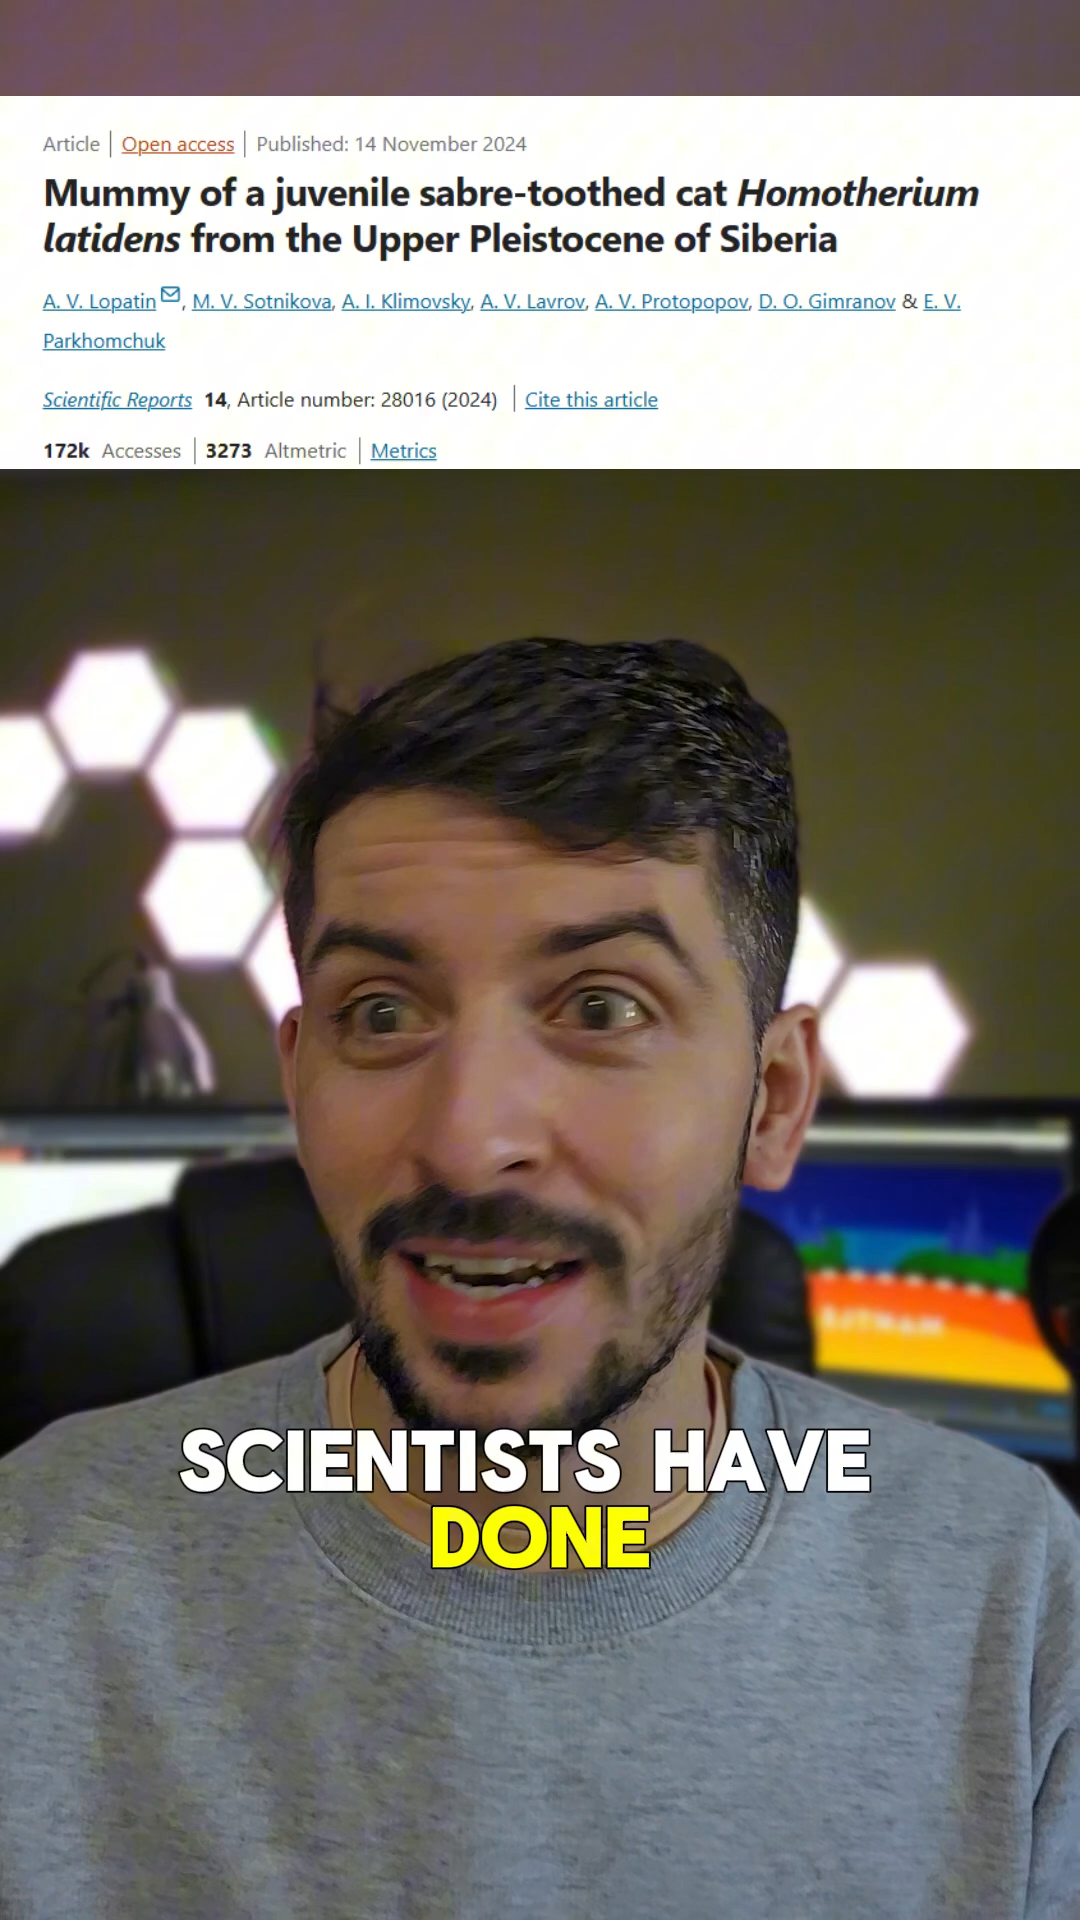 Article | Open access | Published: 14 November 2024
Mummy of a juvenile sabre-toothed cat Homotherium
latidens from the Upper Pleistocene of Siberia
A. V. Lopatin, M. V. Sotnikova, A. I. Klimovsky, A. V. Lavrov, A. V. Protopopov, D. O. Gimranov & E. V.
Parkhomchuk
Scientific Reports 14, Article number: 28016 (2024) | Cite this article
172k Accesses | 3273 Altmetric | Metrics
SCIENTISTS HAVE
DONE